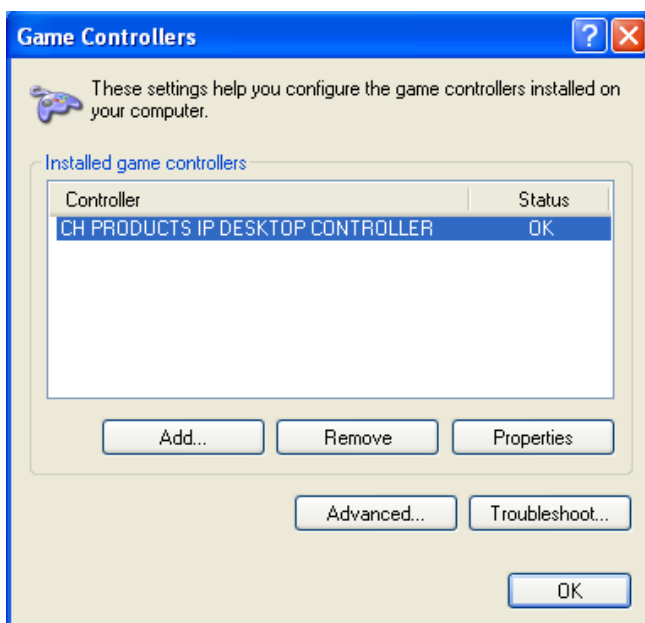 Game Controllers
These settings help you configure the game controllers installed on
your computer.
Installed game controllers
Controller Status
CH PRODUCTS IP DESKTOP CONTROLLER OK
Add... Remove Properties
Advanced... Troubleshoot...
OK